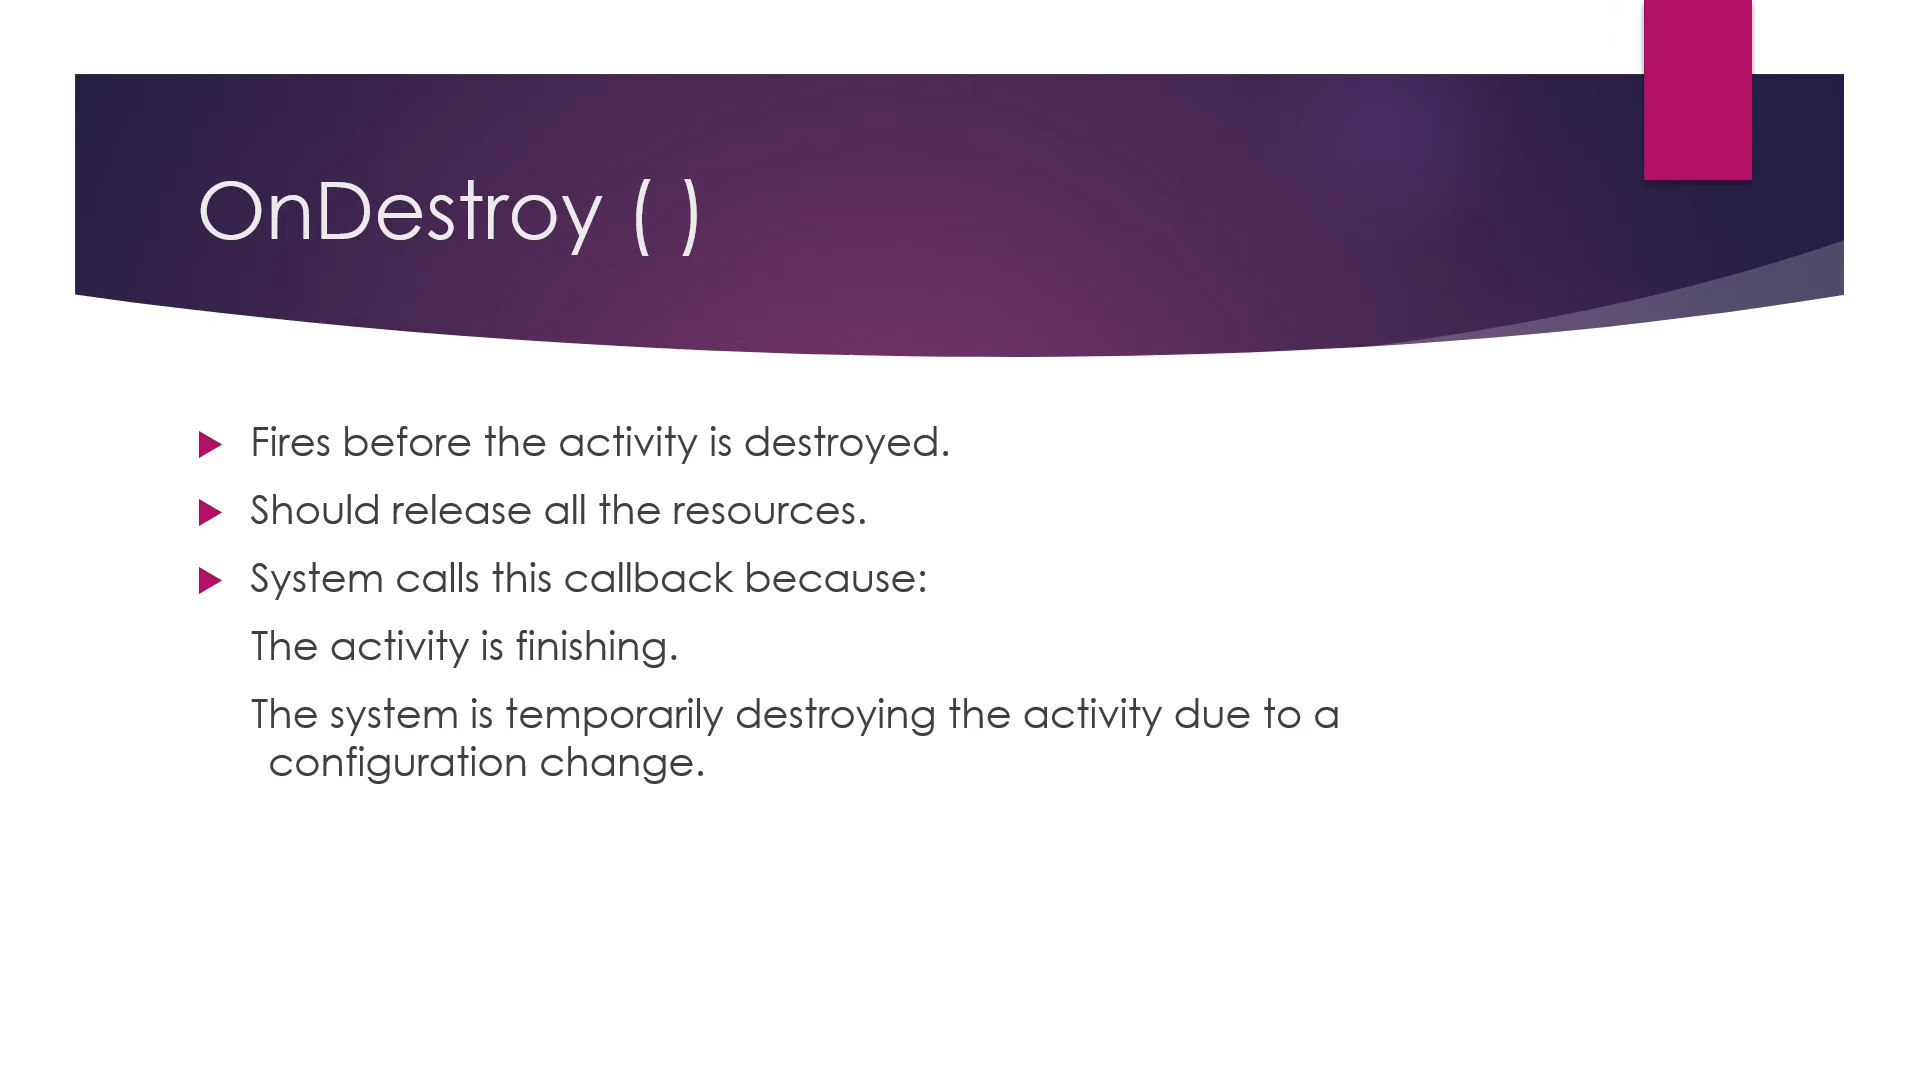 OnDestroy ( )
Fires before the activity is destroyed.
Should release all the resources.
System calls this callback because:
The activity is finishing.
The system is temporarily destroying the activity due to a
configuration change.